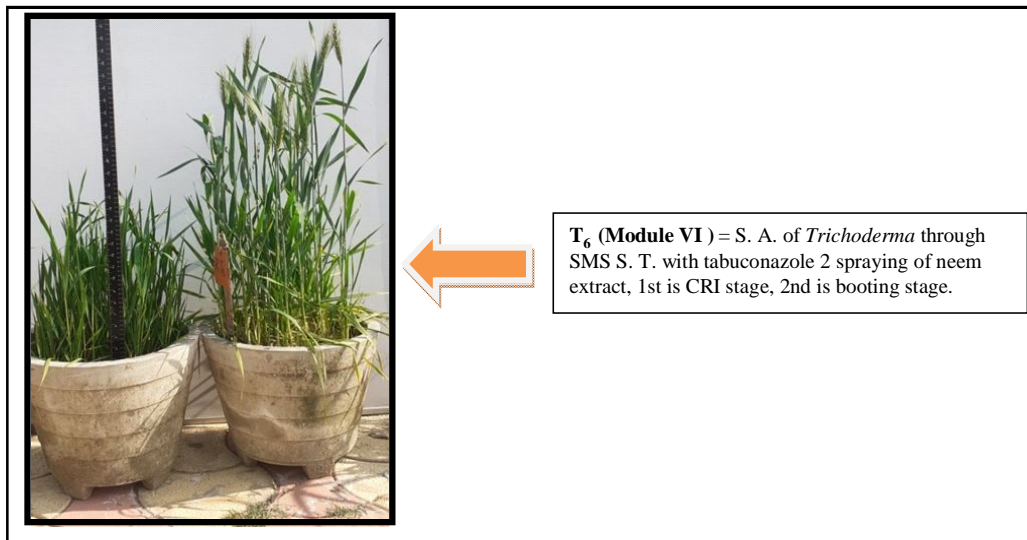 T6 (Module VI ) = S. A. of Trichoderma through
SMS S. T. with tabuconazole 2 spraying of neem
extract, 1st is CRI stage, 2nd is booting stage.